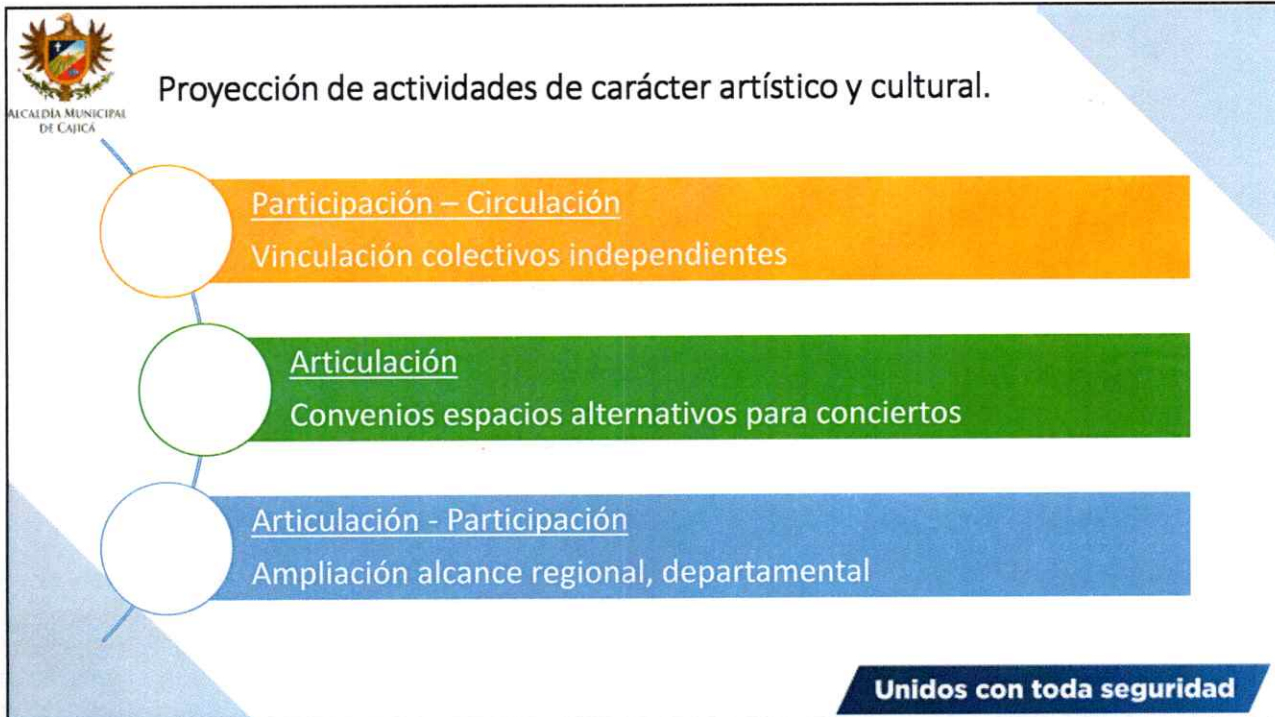 ALCALDÍA MUNICIPAL
DE CAJICÁ
Proyección de actividades de carácter artístico y cultural.
Participación – Circulación
Vinculación colectivos independientes
Articulación
Convenios espacios alternativos para conciertos
Articulación - Participación
Ampliación alcance regional, departamental
Unidos con toda seguridad